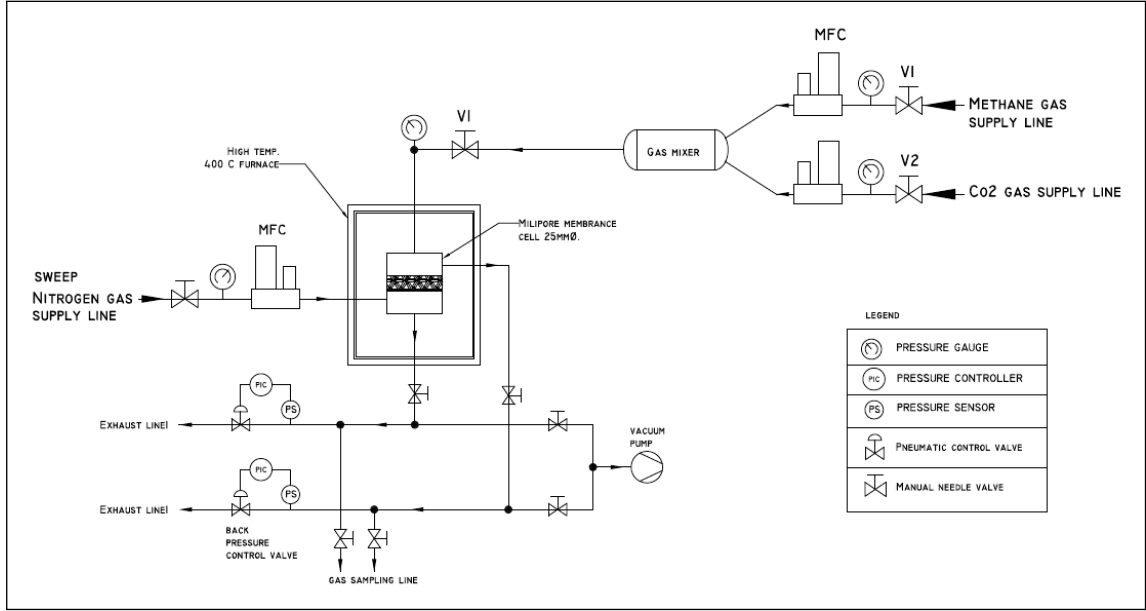 MFC
V1
METHANE GAS
SUPPLY LINE
V1
GAS MIXER
MFC
V2
Co2 GAS SUPPLY LINE
HIGH TEMP.
400 C FURNACE
MILIPORE MEMBRANCE
CELL 25MMØ.
MFC
SWEEP
NITROGEN GAS
SUPPLY LINE
LEGEND
PRESSURE GAUGE
PIC PRESSURE CONTROLLER
PS PRESSURE SENSOR
PNEUMATIC CONTROL VALVE
MANUAL NEEDLE VALVE
PIC
PS
EXHAUST LINE1
VACUUM
PUMP
PIC
PS
EXHAUST LINE1
BACK
PRESSURE
CONTROL VALVE
GAS SAMPLING LINE